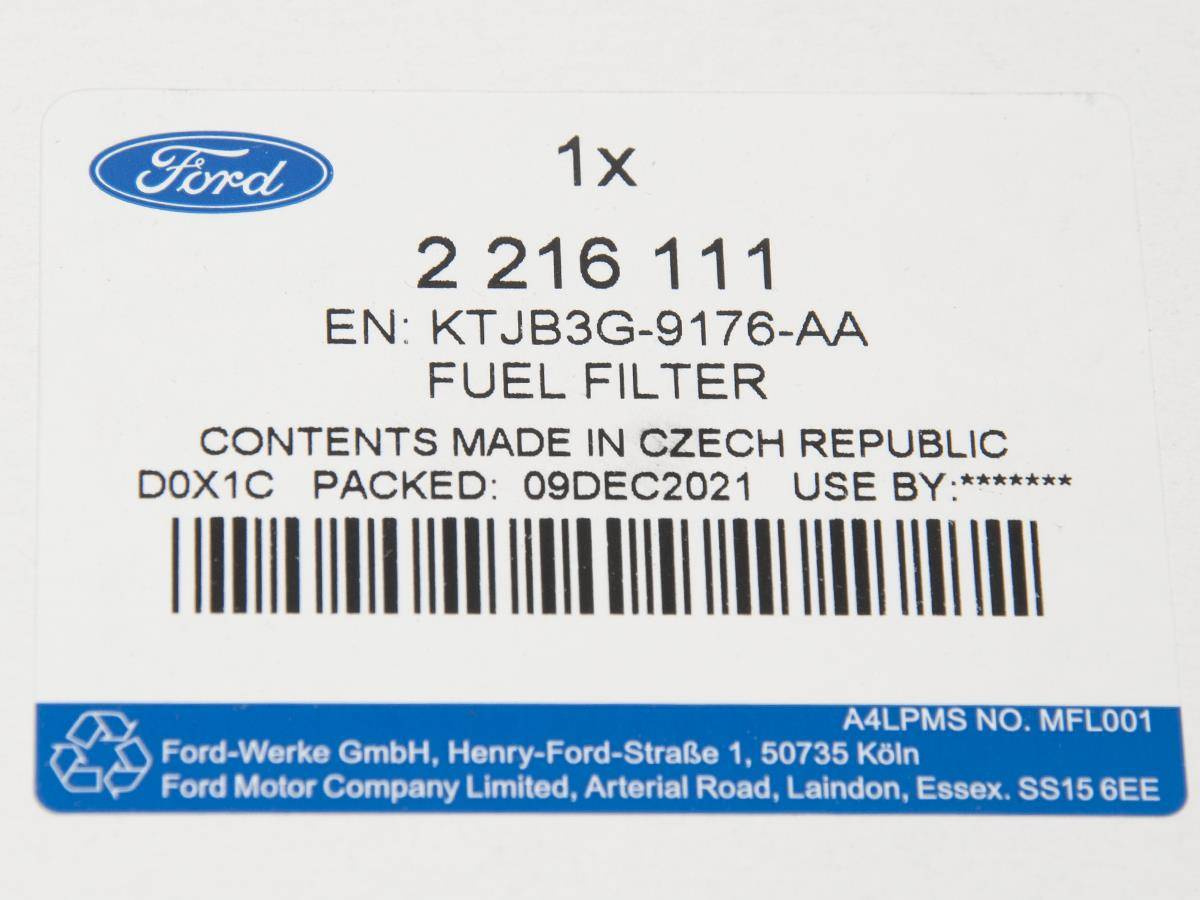 Ford
1x
2 216 111
EN: KTJB3G-9176-AA
FUEL FILTER
CONTENTS MADE IN CZECH REPUBLIC
D0X1C PACKED: 09DEC2021 USE BY:*******
A4LPMS NO. MFL001
Ford-Werke GmbH, Henry-Ford-Straße 1, 50735 Köln
Ford Motor Company Limited, Arterial Road, Laindon, Essex. SS15 6EE